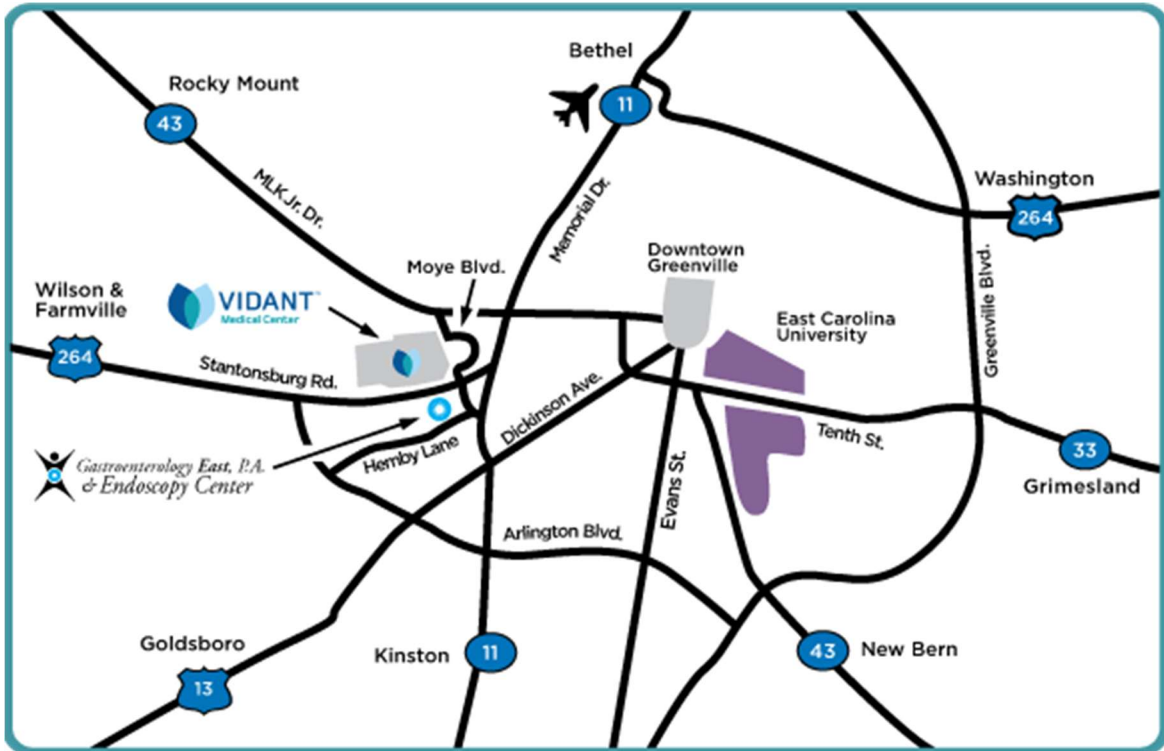 Bethel
11
Rocky Mount
43
MLK Jr. Dr.
Memorial Dr.
Washington
264
Downtown
Greenville
Moye Blvd.
Wilson &
Farmville
264
VIDANT™
Medical Center
East Carolina
University
Greenville Blvd.
Stantonsburg Rd.
Dickinson Ave.
Tenth St.
33
Grimesland
Gastroenterology East, P.A.
& Endoscopy Center
Hemby Lane
Evans St.
Arlington Blvd.
Goldsboro
13
Kinston
11
43
New Bern